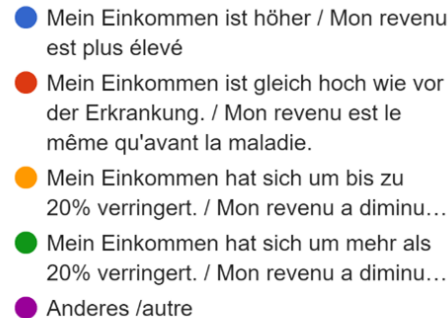 Mein Einkommen ist höher / Mon revenu
est plus élevé
Mein Einkommen ist gleich hoch wie vor
der Erkrankung. / Mon revenu est le
même qu'avant la maladie.
Mein Einkommen hat sich um bis zu
20% verringert. / Mon revenu a diminu…
Mein Einkommen hat sich um mehr als
20% verringert. / Mon revenu a diminu…
Anderes /autre